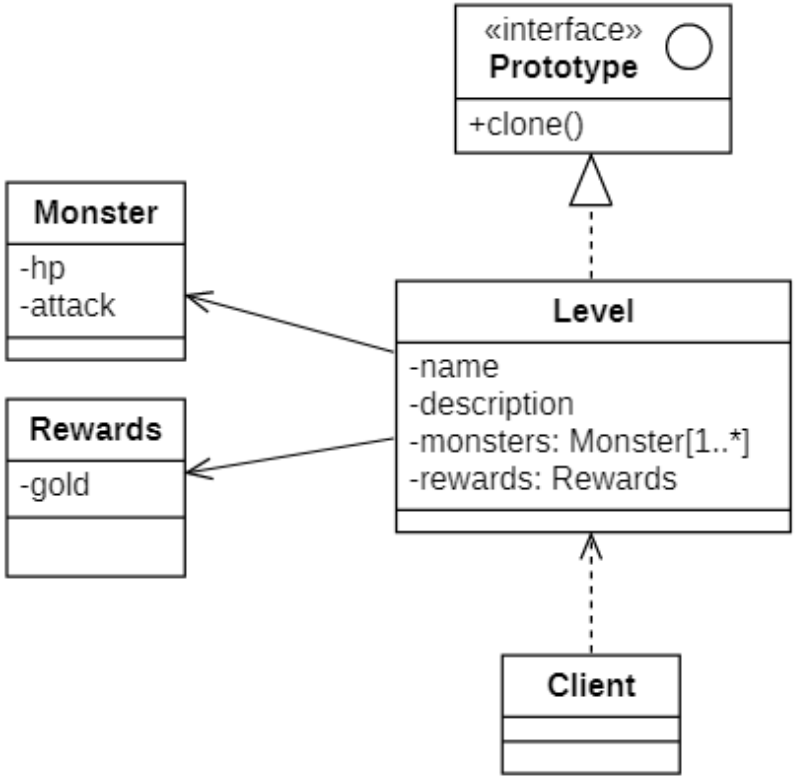 «interface»
Prototype
+clone()
Monster
-hp
-attack
Rewards
-gold
Level
-name
-description
-monsters: Monster[1..*]
-rewards: Rewards
Client